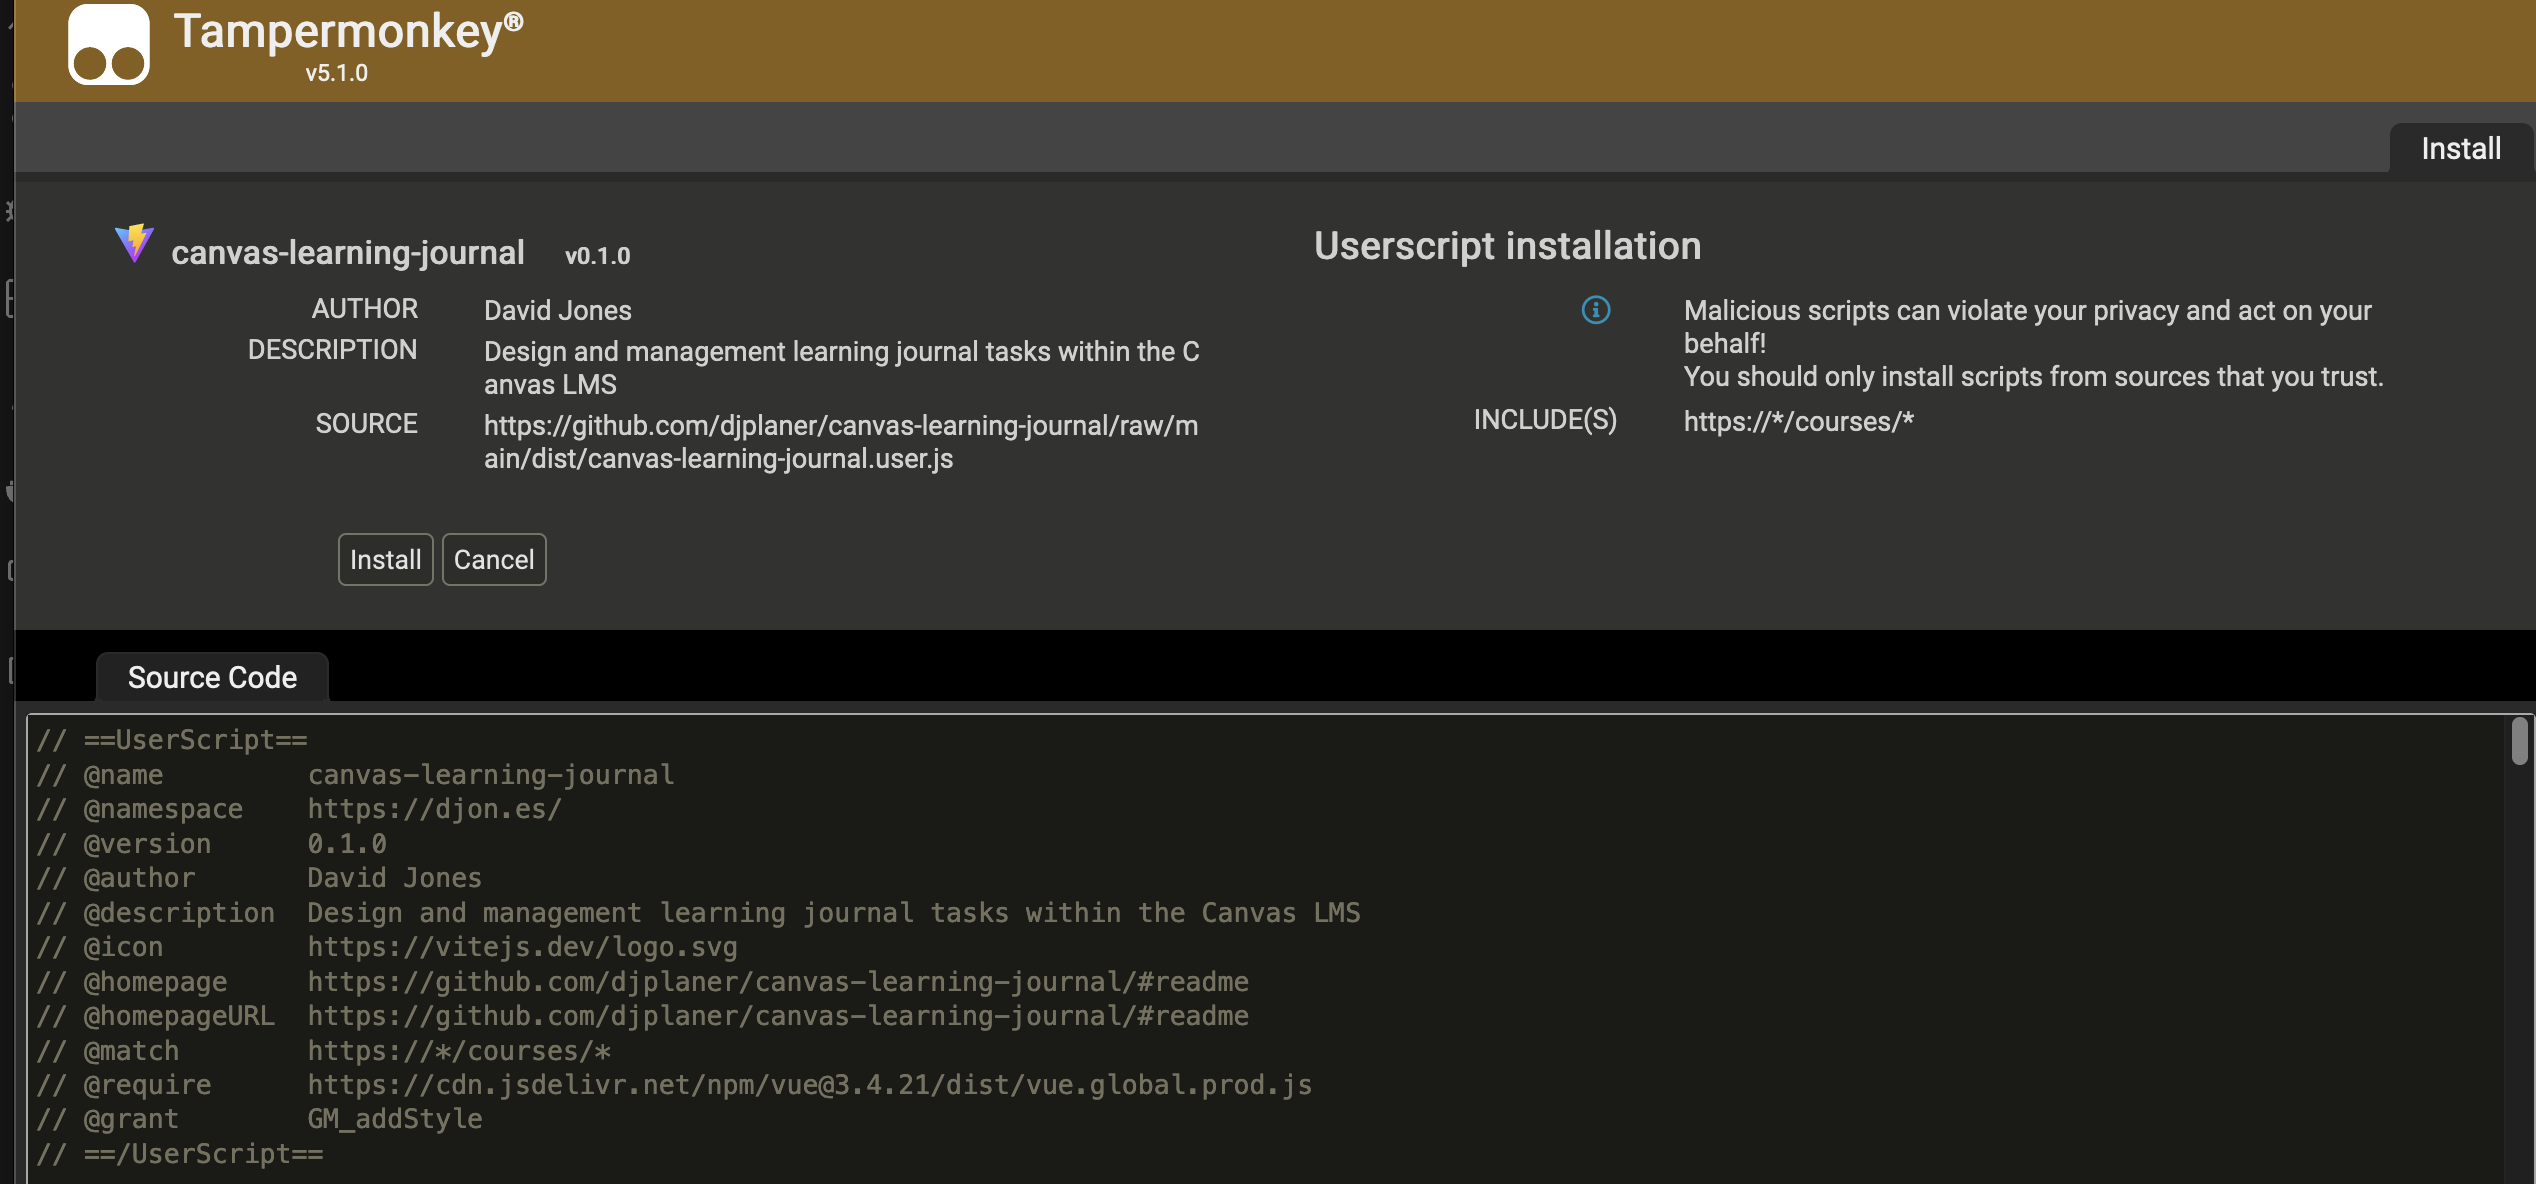 Tampermonkey®
v5.1.0
Install
canvas-learning-journal v0.1.0
AUTHOR David Jones
DESCRIPTION Design and management learning journal tasks within the C
anvas LMS
SOURCE https://github.com/djplaner/canvas-learning-journal/raw/m
ain/dist/canvas-learning-journal.user.js
Install Cancel
Userscript installation
Malicious scripts can violate your privacy and act on your
behalf!
You should only install scripts from sources that you trust.
INCLUDE(S) https://*/courses/*
Source Code
// ==UserScript==
// @name         canvas-learning-journal
// @namespace    https://djon.es/
// @version      0.1.0
// @author       David Jones
// @description  Design and management learning journal tasks within the Canvas LMS
// @icon         https://vitejs.dev/logo.svg
// @homepage     https://github.com/djplaner/canvas-learning-journal/#readme
// @homepageURL  https://github.com/djplaner/canvas-learning-journal/#readme
// @match        https://*/courses/*
// @require      https://cdn.jsdelivr.net/npm/vue@3.4.21/dist/vue.global.prod.js
// @grant        GM_addStyle
// ==/UserScript==